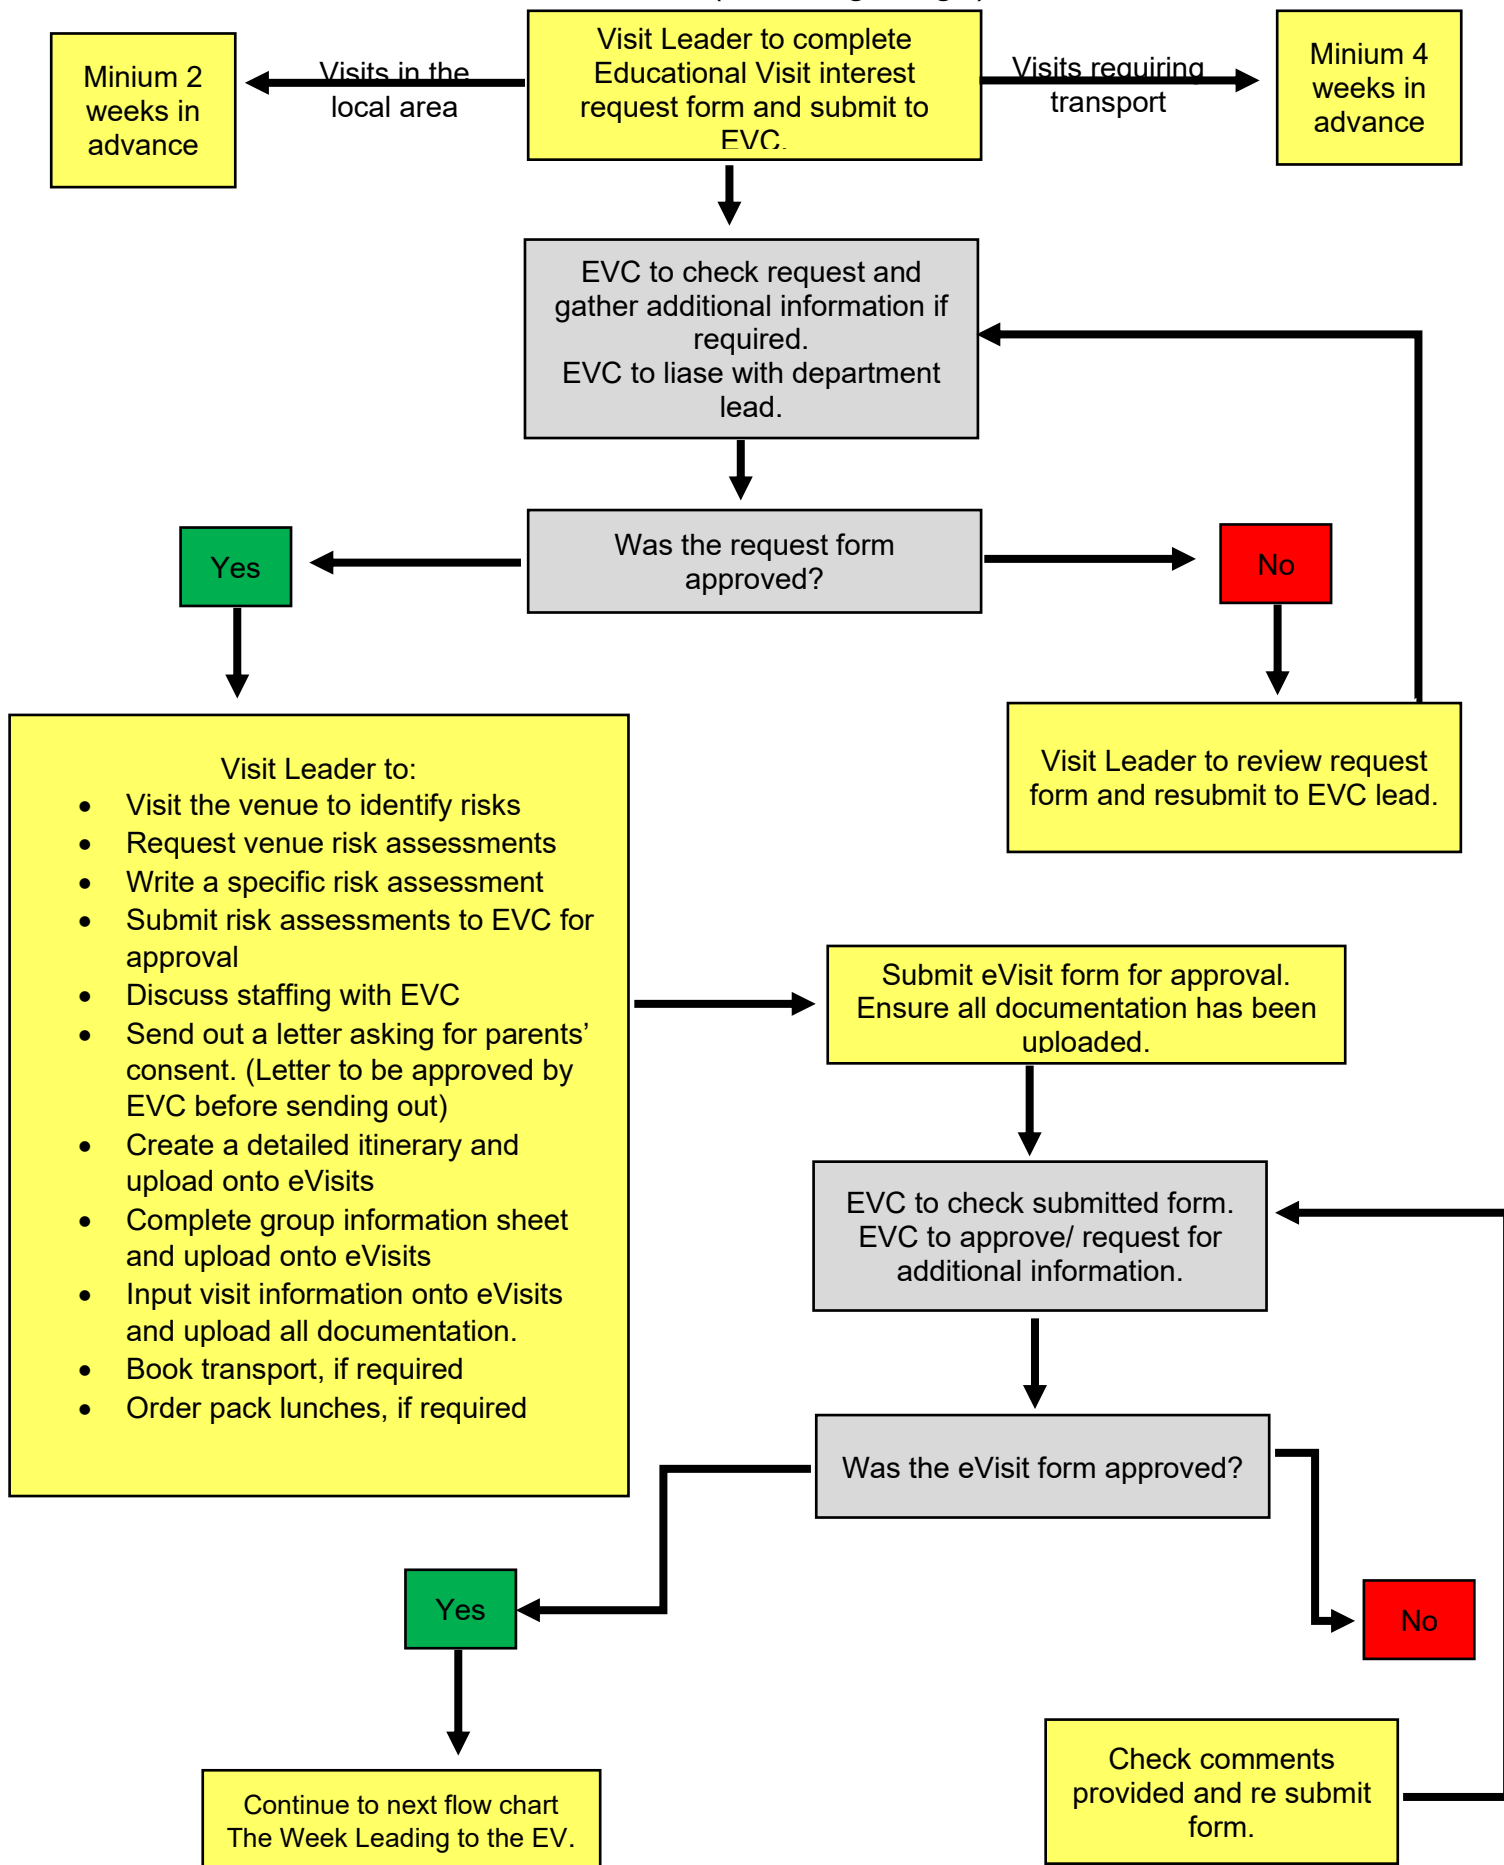 Visit Leader to complete
Educational Visit interest
request form and submit to
EVC.
Minium 2
weeks in
advance
Visits in the
local area
Visits requiring
transport
Minium 4
weeks in
advance
EVC to check request and
gather additional information if
required.
EVC to liase with department
lead.
Was the request form
approved?
Yes
No
Visit Leader to review request
form and resubmit to EVC lead.
Visit Leader to:
• Visit the venue to identify risks
• Request venue risk assessments
• Write a specific risk assessment
• Submit risk assessments to EVC for
approval
• Discuss staffing with EVC
• Send out a letter asking for parents’
consent. (Letter to be approved by
EVC before sending out)
• Create a detailed itinerary and
upload onto eVisits
• Complete group information sheet
and upload onto eVisits
• Input visit information onto eVisits
and upload all documentation.
• Book transport, if required
• Order pack lunches, if required
Submit eVisit form for approval.
Ensure all documentation has been
uploaded.
EVC to check submitted form.
EVC to approve/ request for
additional information.
Was the eVisit form approved?
Yes
No
Check comments
provided and re submit
form.
Continue to next flow chart
The Week Leading to the EV.